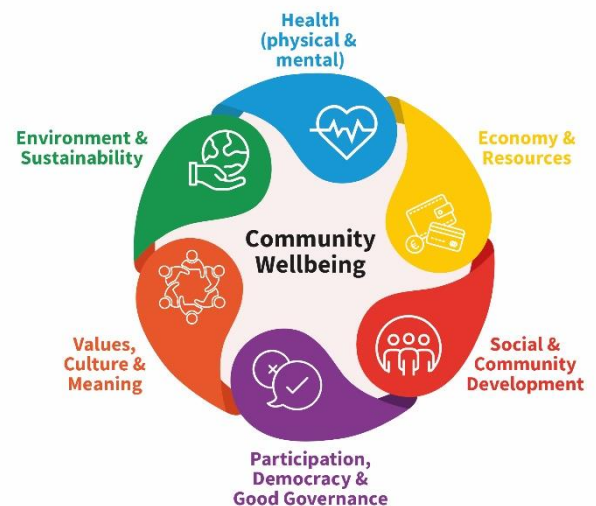 Health
(physical &
mental)
Environment &
Sustainability
Economy &
Resources
Community
Wellbeing
Values,
Culture &
Meaning
Social &
Community
Development
Participation,
Democracy &
Good Governance